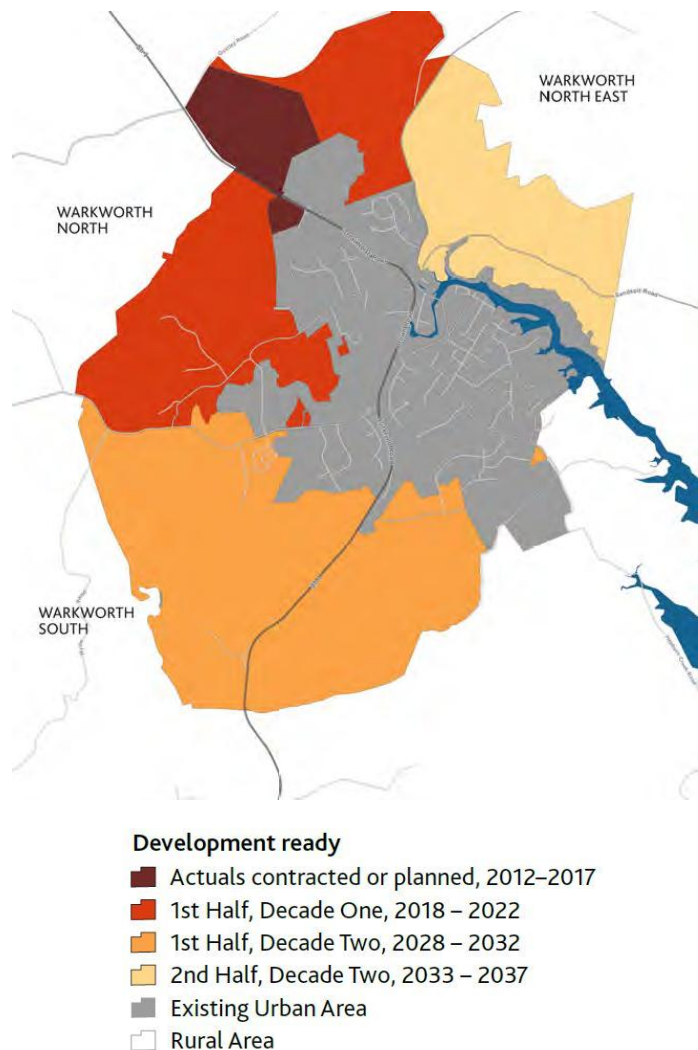 WARKWORTH
NORTH EAST
WARKWORTH
NORTH
Sandspit Road
WARKWORTH
SOUTH
Development ready
Actuals contracted or planned, 2012–2017
1st Half, Decade One, 2018 – 2022
1st Half, Decade Two, 2028 – 2032
2nd Half, Decade Two, 2033 – 2037
Existing Urban Area
Rural Area